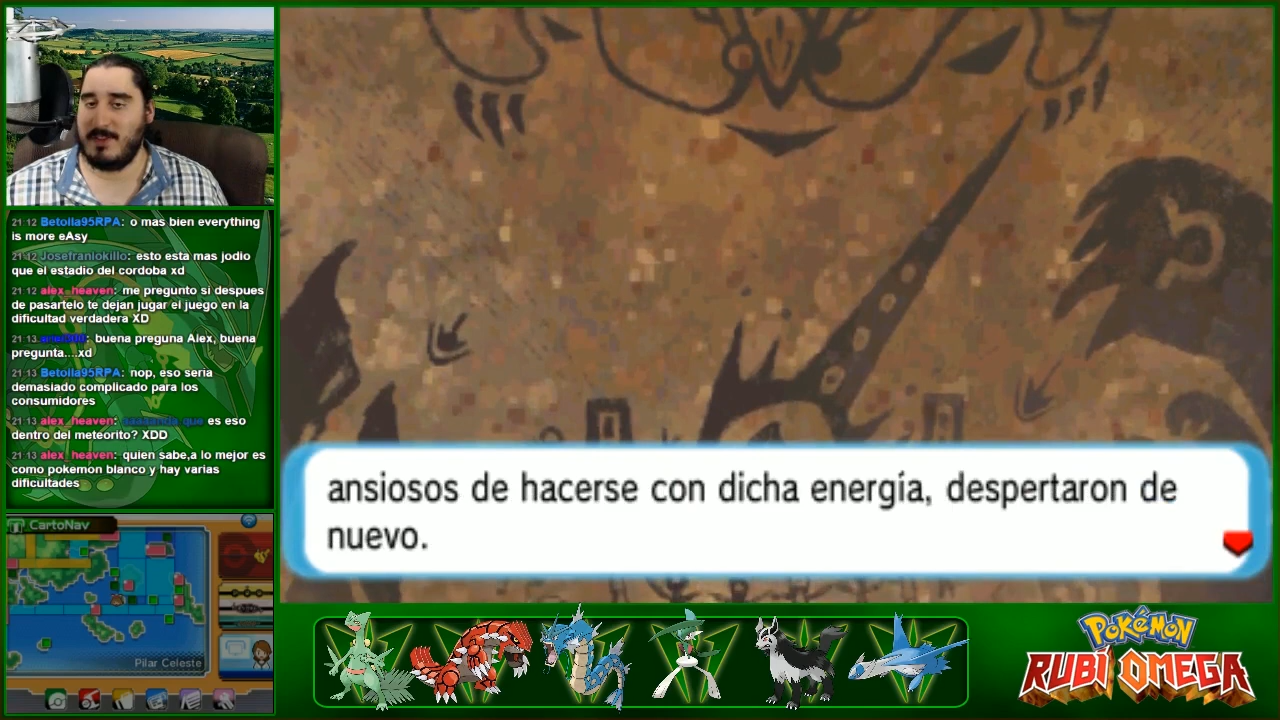 21:12 Betolla95RPA: o mas bien everything
is more eAsy
21:12 Josefraniokillo: esto esta mas jodio
que el estadio del cordoba xd
21:13 alex_heaven: me pregunto si despues
de pasartelo te dejan jugar el juego en la
dificultad verdadera XD
21:13 : buena preguna Alex, buena
pregunta....xd
21:13 Betolla95RPA: nop, eso seria
demasiado complicado para los
consumidores
21:13 alex_heaven: que es eso
dentro del meteorito? XDD
21:13 alex_heaven: quien sabe,a lo mejor es
como pokemon blanco y hay varias
dificultades
CartoNav
Pilar Celeste
ansiosos de hacerse con dicha energía, despertaron de
nuevo.
POKéMON
RUBÍ OMEGA